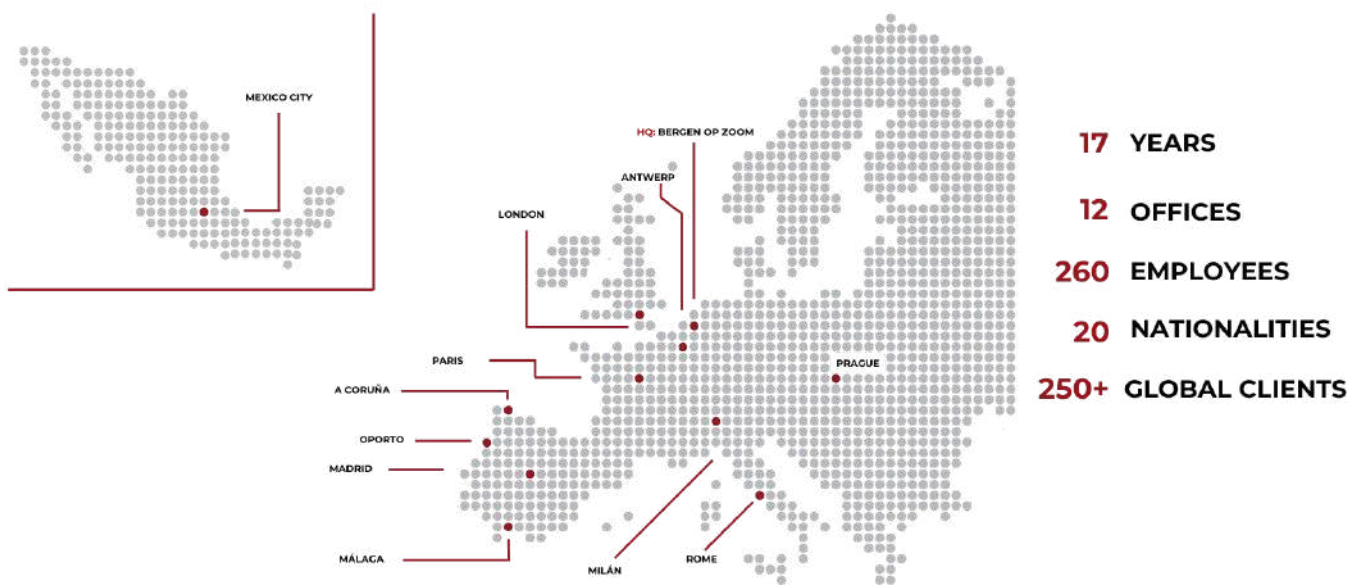 MEXICO CITY
HQ: BERGEN OP ZOOM
ANTWERP
LONDON
PARIS
PRAGUE
A CORUÑA
OPORTO
MADRID
MÁLAGA
MILÁN
ROME
17 YEARS
12 OFFICES
260 EMPLOYEES
20 NATIONALITIES
250+ GLOBAL CLIENTS